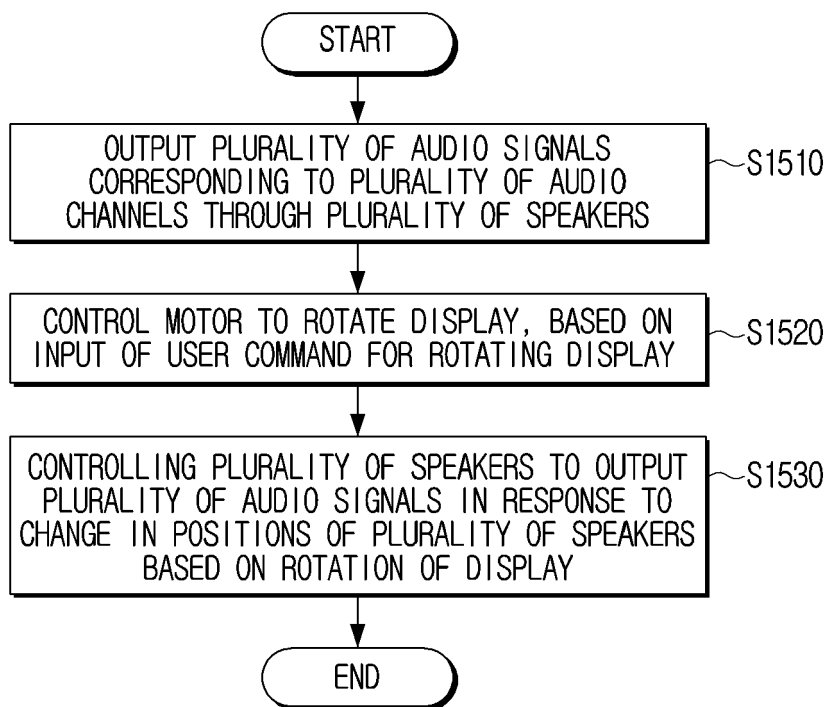 START
OUTPUT PLURALITY OF AUDIO SIGNALS
CORRESPONDING TO PLURALITY OF AUDIO
CHANNELS THROUGH PLURALITY OF SPEAKERS
S1510
CONTROL MOTOR TO ROTATE DISPLAY, BASED ON
INPUT OF USER COMMAND FOR ROTATING DISPLAY
S1520
CONTROLLING PLURALITY OF SPEAKERS TO OUTPUT
PLURALITY OF AUDIO SIGNALS IN RESPONSE TO
CHANGE IN POSITIONS OF PLURALITY OF SPEAKERS
BASED ON ROTATION OF DISPLAY
S1530
END